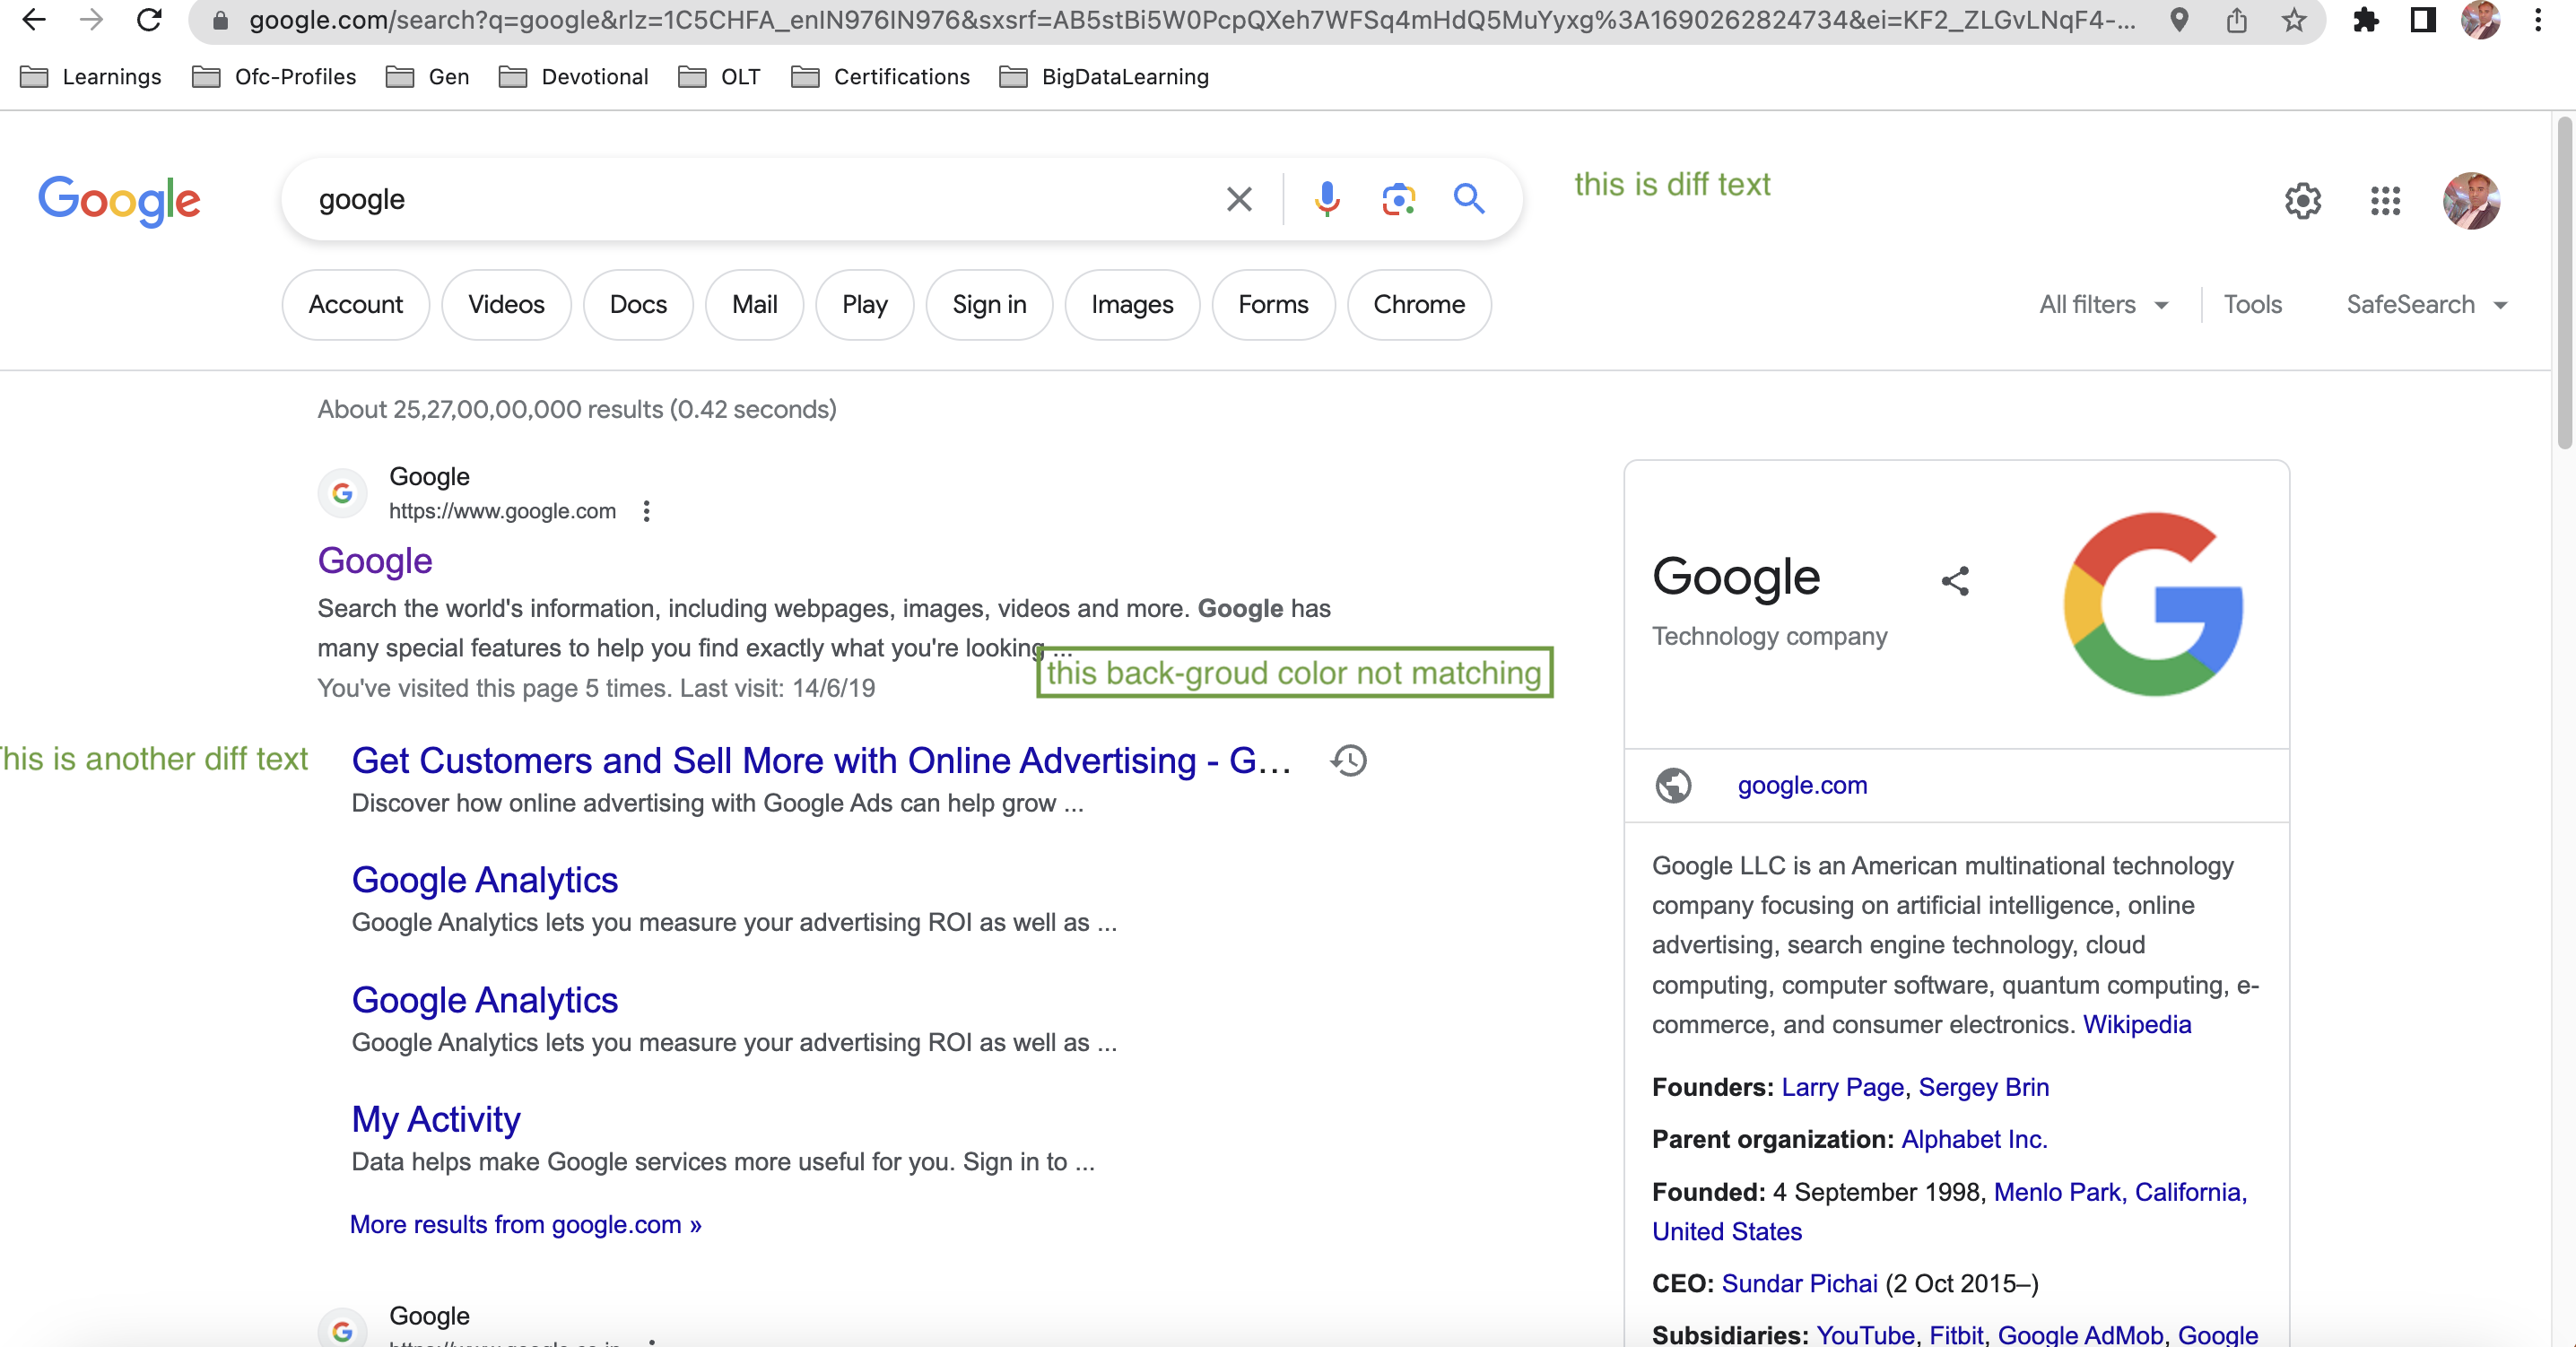 google.com/search?q=google&rlz=1C5CHFA_enIN976IN976&sxsrf=AB5stBi5W0PcpQXeh7WFSq4mHdQ5MuYyxg%3A1690262824734&ei=KF2_ZLGvLNqF4-...
Learnings Ofc-Profiles Gen Devotional OLT Certifications BigDataLearning
Google google this is diff text
Account Videos Docs Mail Play Sign in Images Forms Chrome All filters Tools SafeSearch
About 25,27,00,00,000 results (0.42 seconds)
Google
https://www.google.com
Google
Search the world's information, including webpages, images, videos and more. Google has
many special features to help you find exactly what you're looking ...
this back-groud color not matching
You've visited this page 5 times. Last visit: 14/6/19
his is another diff text
Get Customers and Sell More with Online Advertising - G...
Discover how online advertising with Google Ads can help grow ...
Google Analytics
Google Analytics lets you measure your advertising ROI as well as ...
Google Analytics
Google Analytics lets you measure your advertising ROI as well as ...
My Activity
Data helps make Google services more useful for you. Sign in to ...
More results from google.com »
Google
Google
Technology company
google.com
Google LLC is an American multinational technology
company focusing on artificial intelligence, online
advertising, search engine technology, cloud
computing, computer software, quantum computing, e-
commerce, and consumer electronics. Wikipedia
Founders: Larry Page, Sergey Brin
Parent organization: Alphabet Inc.
Founded: 4 September 1998, Menlo Park, California,
United States
CEO: Sundar Pichai (2 Oct 2015–)
Subsidiaries: YouTube, Fitbit, Google AdMob, Google